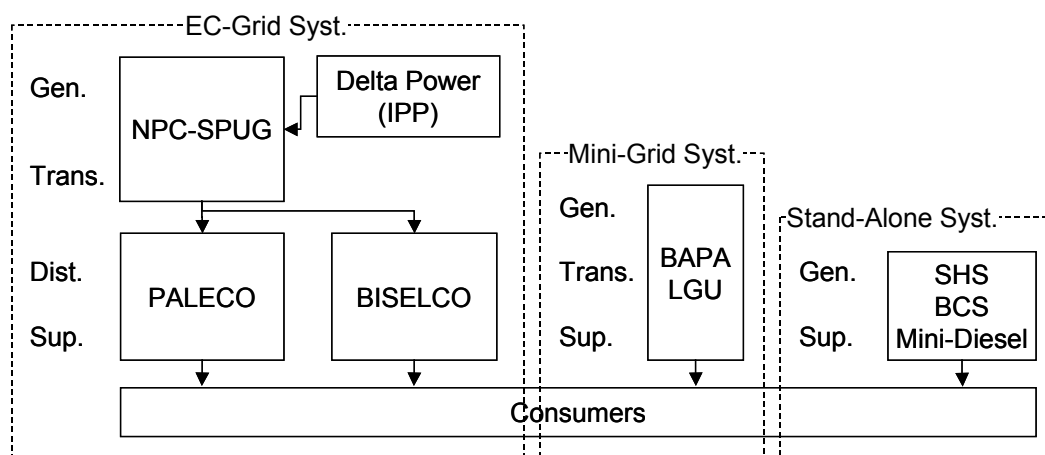 EC-Grid Syst.
Gen.
NPC-SPUG
Trans.
Delta Power
(IPP)
Dist.
Sup.
PALECO
BISELCO
Mini-Grid Syst.
Gen.
Trans.
Sup.
BAPA
LGU
Stand-Alone Syst.
Gen.
Sup.
SHS
BCS
Mini-Diesel
Consumers